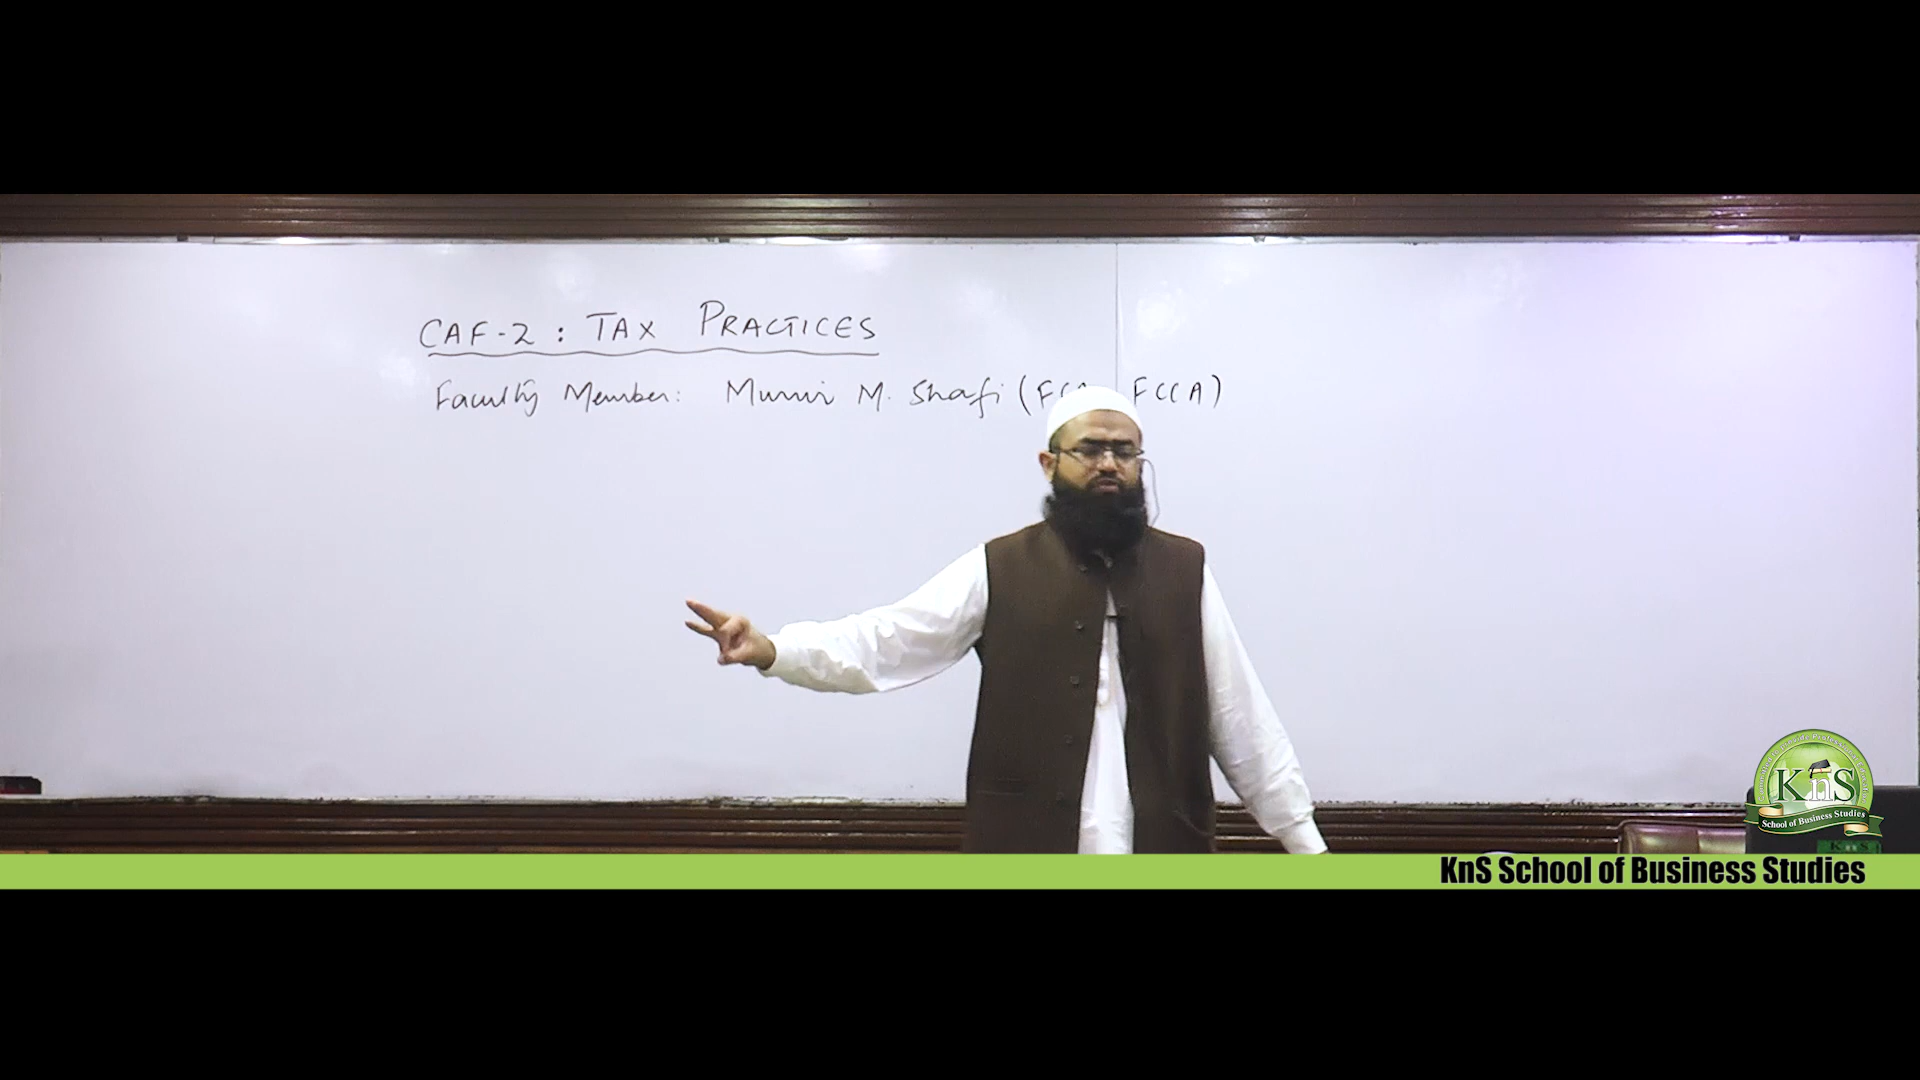 CAF-2 : TAX PRACTICES
Faculty Member: Munir M. Shafi (FCA, FCCA)
KnS
School of Business Studies
KnS
KnS School of Business Studies